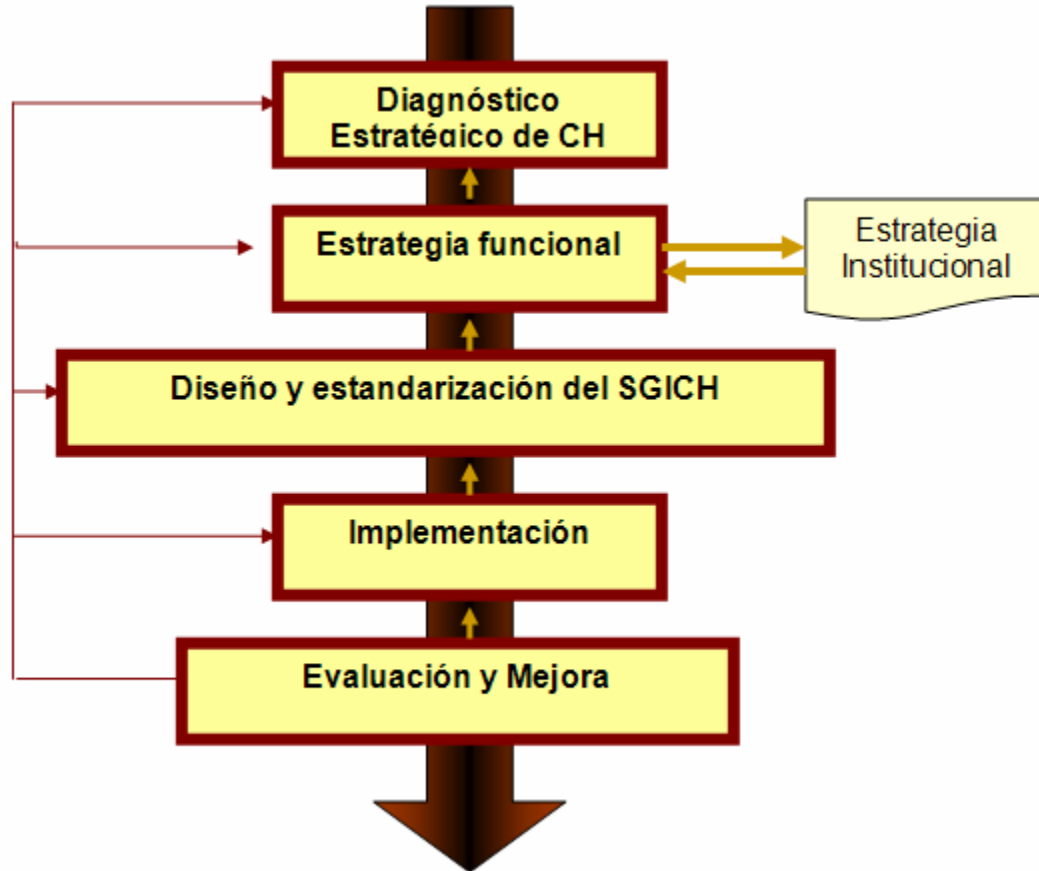 Diagnóstico
Estratégico de CH
Estrategia funcional
Estrategia
Institucional
Diseño y estandarización del SGICH
Implementación
Evaluación y Mejora